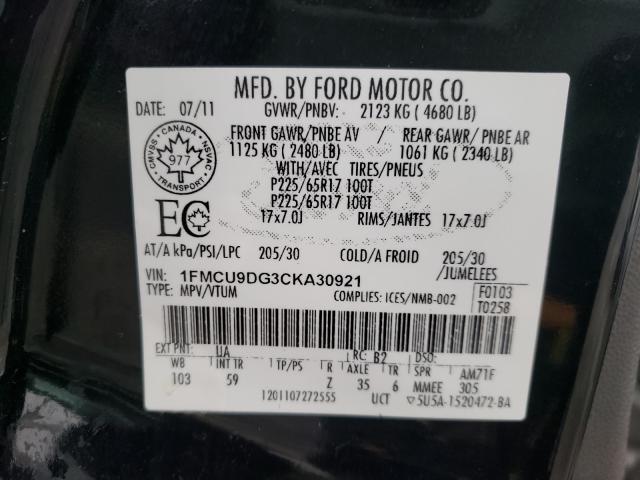 MFD. BY FORD MOTOR CO.
DATE: 07/11 GVWR/PNBV: 2123 KG ( 4680 LB)
FRONT GAWR/PNBE AV REAR GAWR/PNBE AR
1125 KG ( 2480 LB) 1061 KG ( 2340 LB)
WITH/AVEC TIRES/PNEUS
P225/65R17 100T
P225/65R17 100T
17x7.0J RIMS/JANTES 17x7.0J
CANADA
CMVSS 977 NSVAC
TRANSPORT
EC
AT/A kPa/PSI/LPC 205/30 COLD/A FROID 205/30
/JUMELEES
VIN: 1FMCU9DG3CKA30921
TYPE: MPV/VTUM COMPLIES: ICES/NMB-002
F0103
T0258
EXT PNT: UA RC: B2 DSO:
WB INT TR TP/PS R AXLE TR SPR AM71F
103 59 Z 35 6 MMEE 305
1201107272555 UCT ▽5U5A-1520472-BA